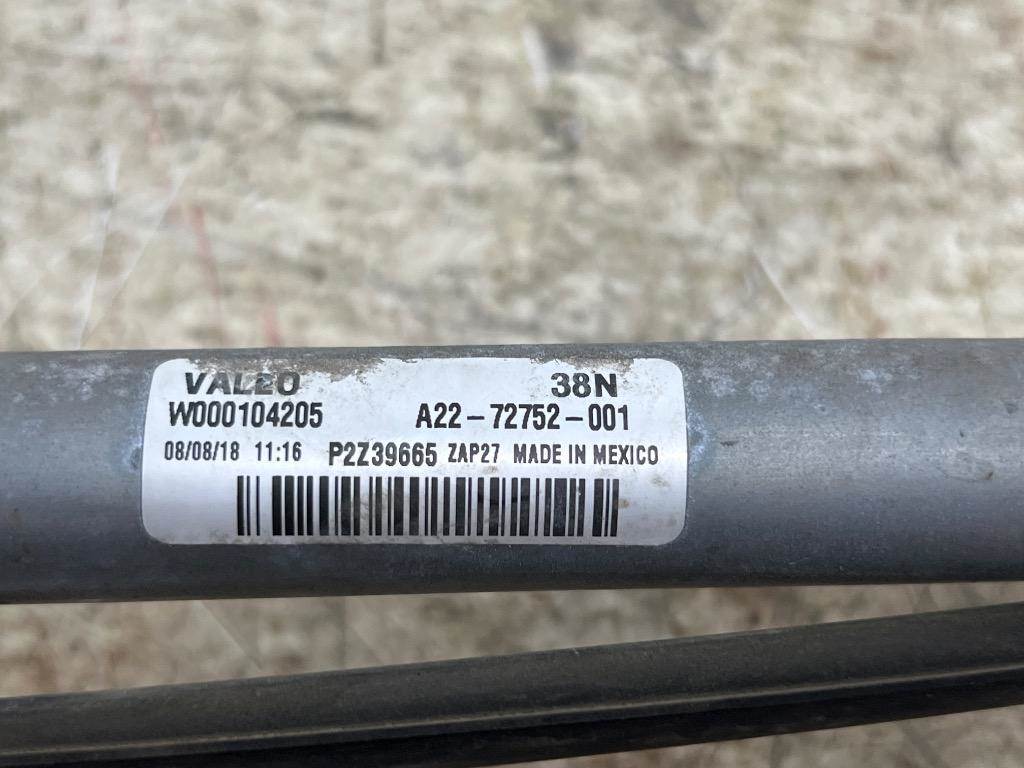 VALEO 38N
W000104205 A22-72752-001
08/08/18 11:16 P2Z39665 ZAP27 MADE IN MEXICO